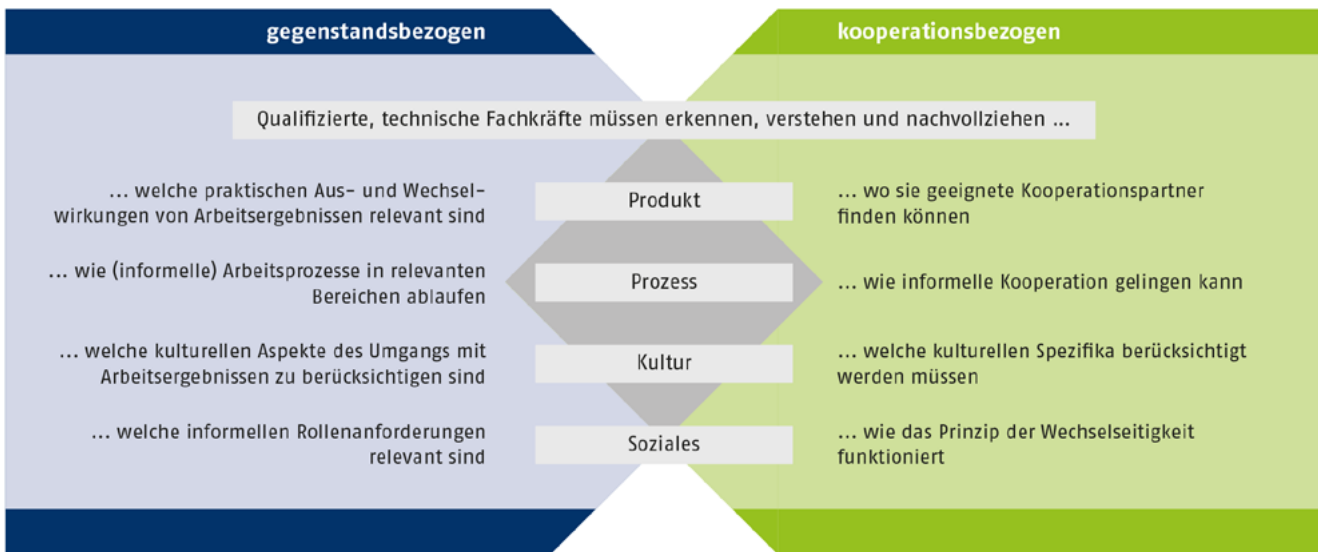 gegenstandsbezogen
kooperationsbezogen
Qualifizierte, technische Fachkräfte müssen erkennen, verstehen und nachvollziehen ...
... welche praktischen Aus- und Wechsel-
wirkungen von Arbeitsergebnissen relevant sind
Produkt
... wo sie geeignete Kooperationspartner
finden können
... wie (informelle) Arbeitsprozesse in relevanten
Bereichen ablaufen
Prozess
... wie informelle Kooperation gelingen kann
... welche kulturellen Aspekte des Umgangs mit
Arbeitsergebnissen zu berücksichtigen sind
Kultur
... welche kulturellen Spezifika berücksichtigt
werden müssen
... welche informellen Rollenanforderungen
relevant sind
Soziales
... wie das Prinzip der Wechselseitigkeit
funktioniert